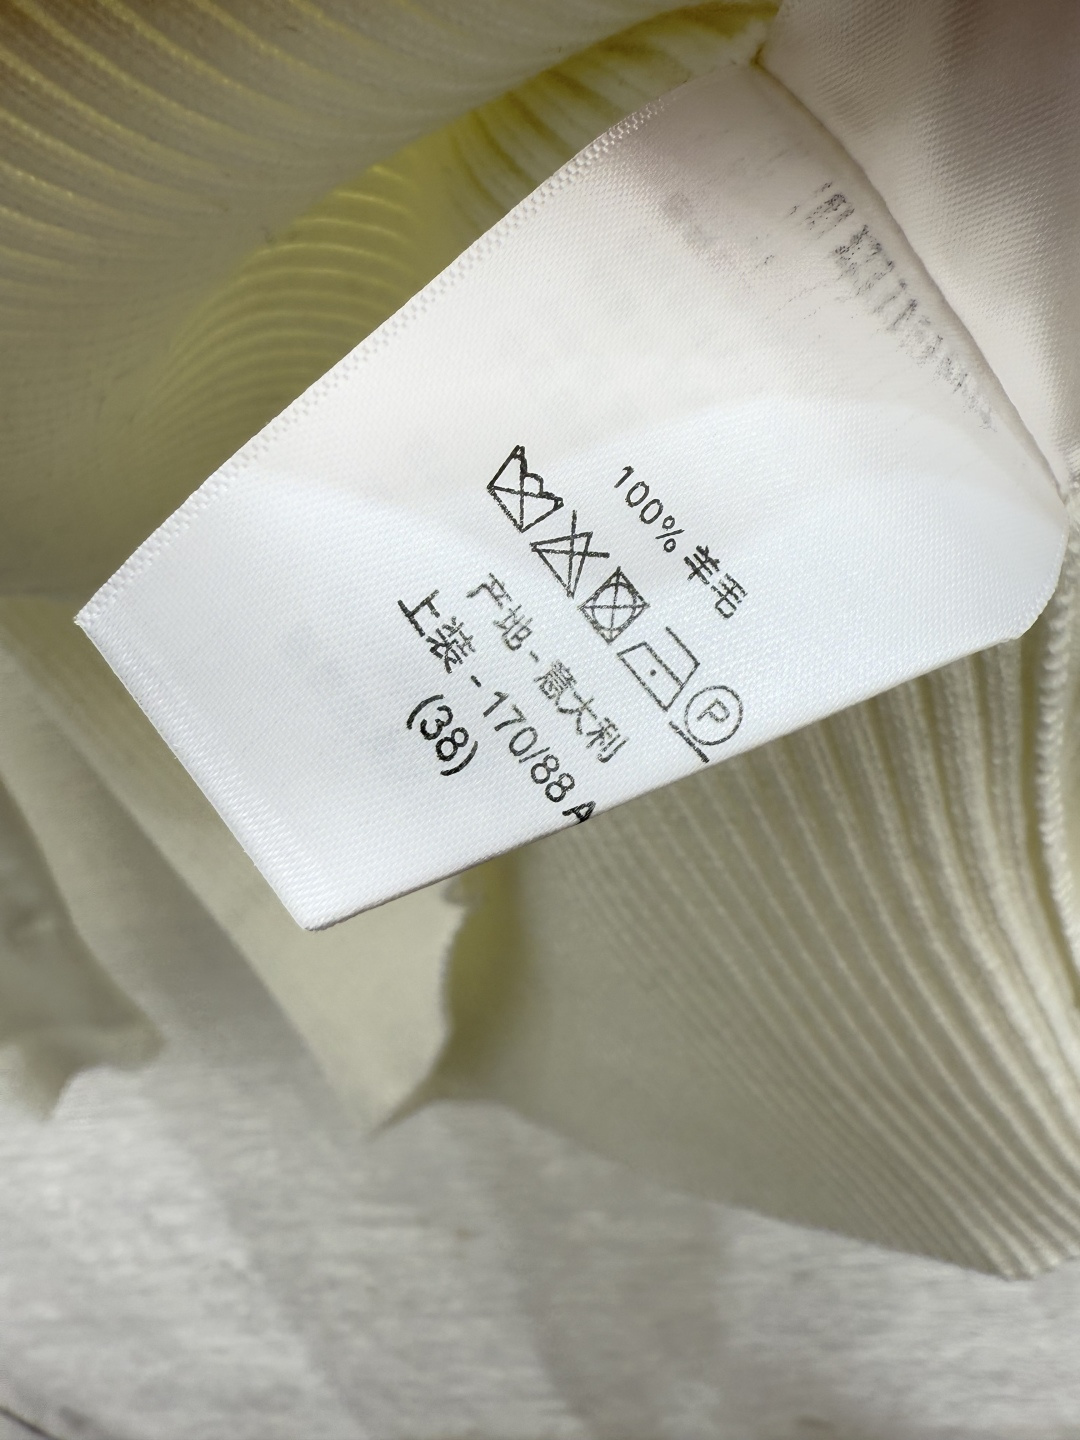 100% 羊毛
P
产地 - 意大利
上装 - 170/88 A
(38)